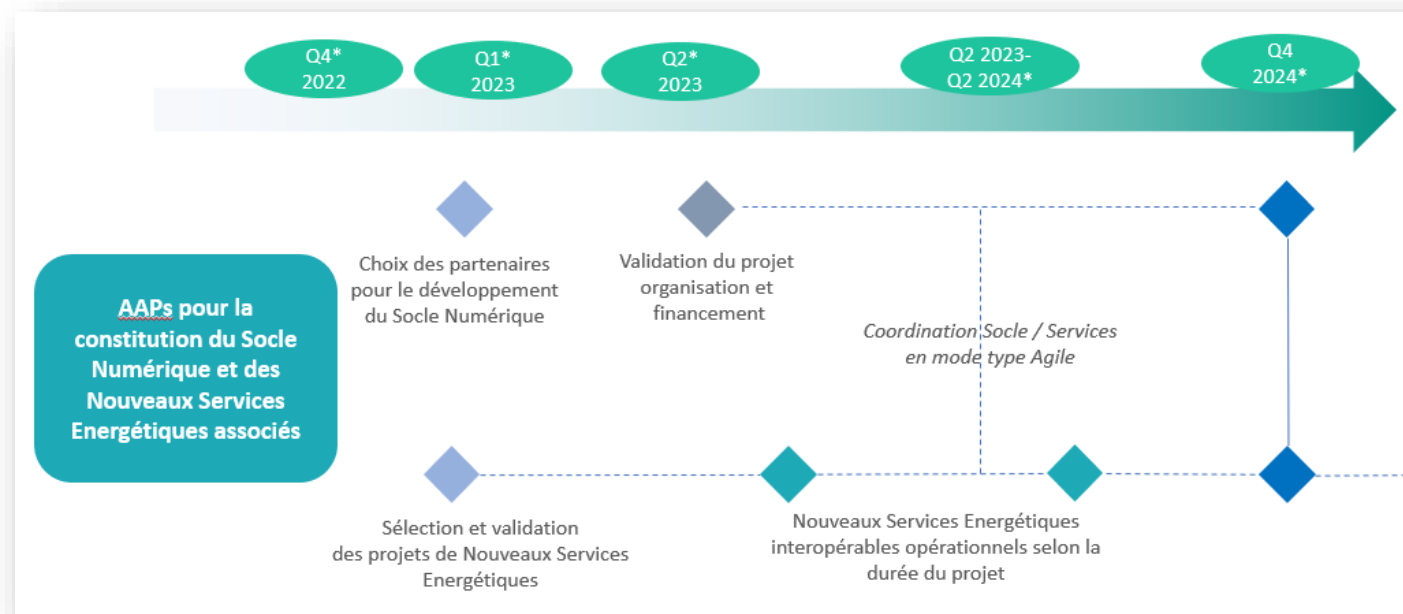 Q4*
2022
Q1*
2023
Q2*
2023
Q2 2023-
Q2 2024*
Q4
2024*
AAPs pour la
constitution du Socle
Numérique et des
Nouveaux Services
Energétiques associés
Choix des partenaires
pour le développement
du Socle Numérique
Validation du projet
organisation et
financement
Coordination Socle / Services
en mode type Agile
Sélection et validation
des projets de Nouveaux Services
Energétiques
Nouveaux Services Energétiques
interopérables opérationnels selon la
durée du projet